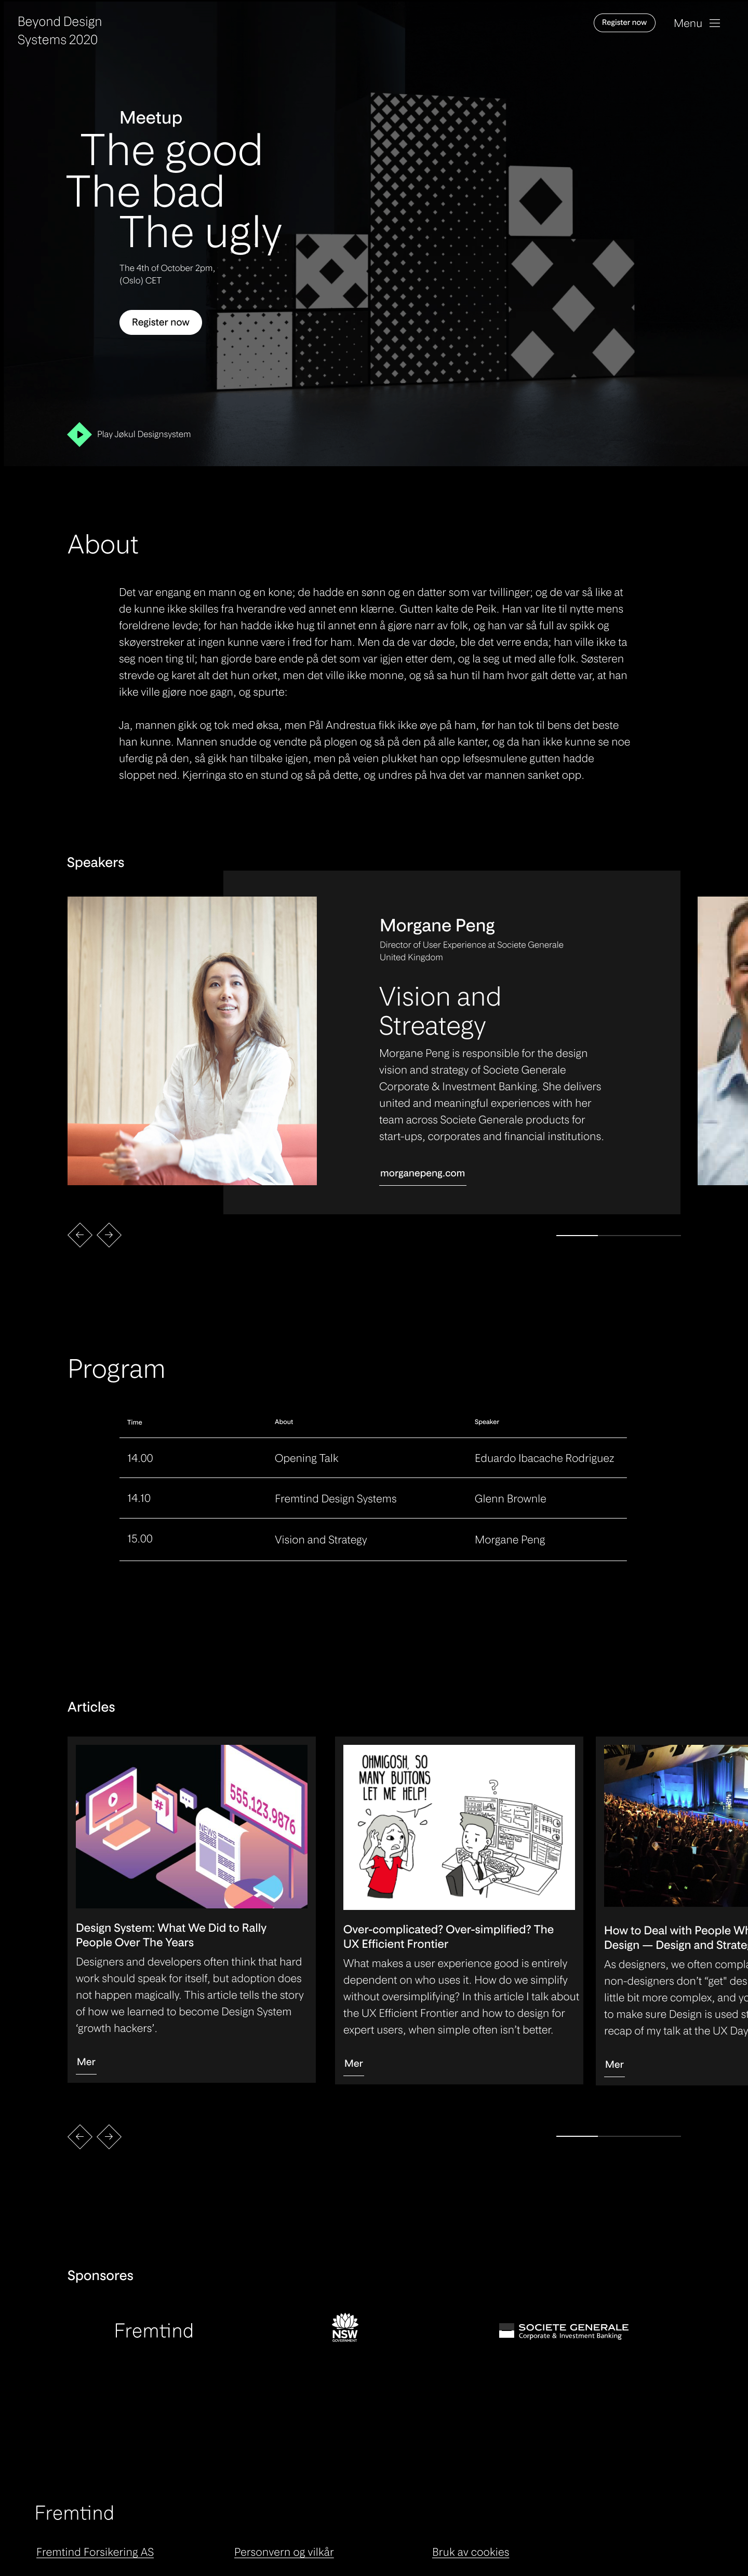 Beyond Design
Systems 2020
Register now
Menu
Meetup
The good
The bad
The ugly
The 4th of October 2pm,
(Oslo) CET
Register now
Play Jøkul Designsystem
About
Det var engang en mann og en kone; de hadde en sønn og en datter som var tvillinger; og de var så like at
de kunne ikke skilles fra hverandre ved annet enn klærne. Gutten kalte de Peik. Han var lite til nytte mens
foreldrene levde; for han hadde ikke hug til annet enn å gjøre narr av folk, og han var så full av spikk og
skøyerstreker at ingen kunne være i fred for ham. Men da de var døde, ble det verre enda; han ville ikke ta
seg noen ting til; han gjorde bare ende på det som var igjen etter dem, og la seg ut med alle folk. Søsteren
strevde og karet alt det hun orket, men det ville ikke monne, og så sa hun til ham hvor galt dette var, at han
ikke ville gjøre noe gagn, og spurte:
Ja, mannen gikk og tok med øksa, men Pål Andrestua fikk ikke øye på ham, før han tok til bens det beste
han kunne. Mannen snudde og vendte på plogen og så på den på alle kanter, og da han ikke kunne se noe
uferdig på den, så gikk han tilbake igjen, men på veien plukket han opp lefsesmulene gutten hadde
sloppet ned. Kjerringa sto en stund og så på dette, og undres på hva det var mannen sanket opp.
Speakers
Morgane Peng
Director of User Experience at Societe Generale
United Kingdom
Vision and
Streategy
Morgane Peng is responsible for the design
vision and strategy of Societe Generale
Corporate & Investment Banking. She delivers
united and meaningful experiences with her
team across Societe Generale products for
start-ups, corporates and financial institutions.
morganepeng.com
Program
Time About Speaker
14.00 Opening Talk Eduardo Ibacache Rodriguez
14.10 Fremtind Design Systems Glenn Brownle
15.00 Vision and Strategy Morgane Peng
Articles
555.123.9876
NEWS
#
Design System: What We Did to Rally
People Over The Years
Designers and developers often think that hard
work should speak for itself, but adoption does
not happen magically. This article tells the story
of how we learned to become Design System
‘growth hackers’.
Mer
OHMIGOSH, SO
MANY BUTTONS
LET ME HELP!
?
Over-complicated? Over-simplified? The
UX Efficient Frontier
What makes a user experience good is entirely
dependent on who uses it. How do we simplify
without oversimplifying? In this article I talk about
the UX Efficient Frontier and how to design for
expert users, when simple often isn’t better.
Mer
How to Deal with People Wh
Design — Design and Strate
As designers, we often compla
non-designers don’t “get” des
little bit more complex, and yo
to make sure Design is used st
recap of my talk at the UX Day
Mer
Sponsores
Fremtind
NSW
GOVERNMENT
SOCIETE GENERALE
Corporate & Investment Banking
Fremtind
Fremtind Forsikering AS
Personvern og vilkår
Bruk av cookies